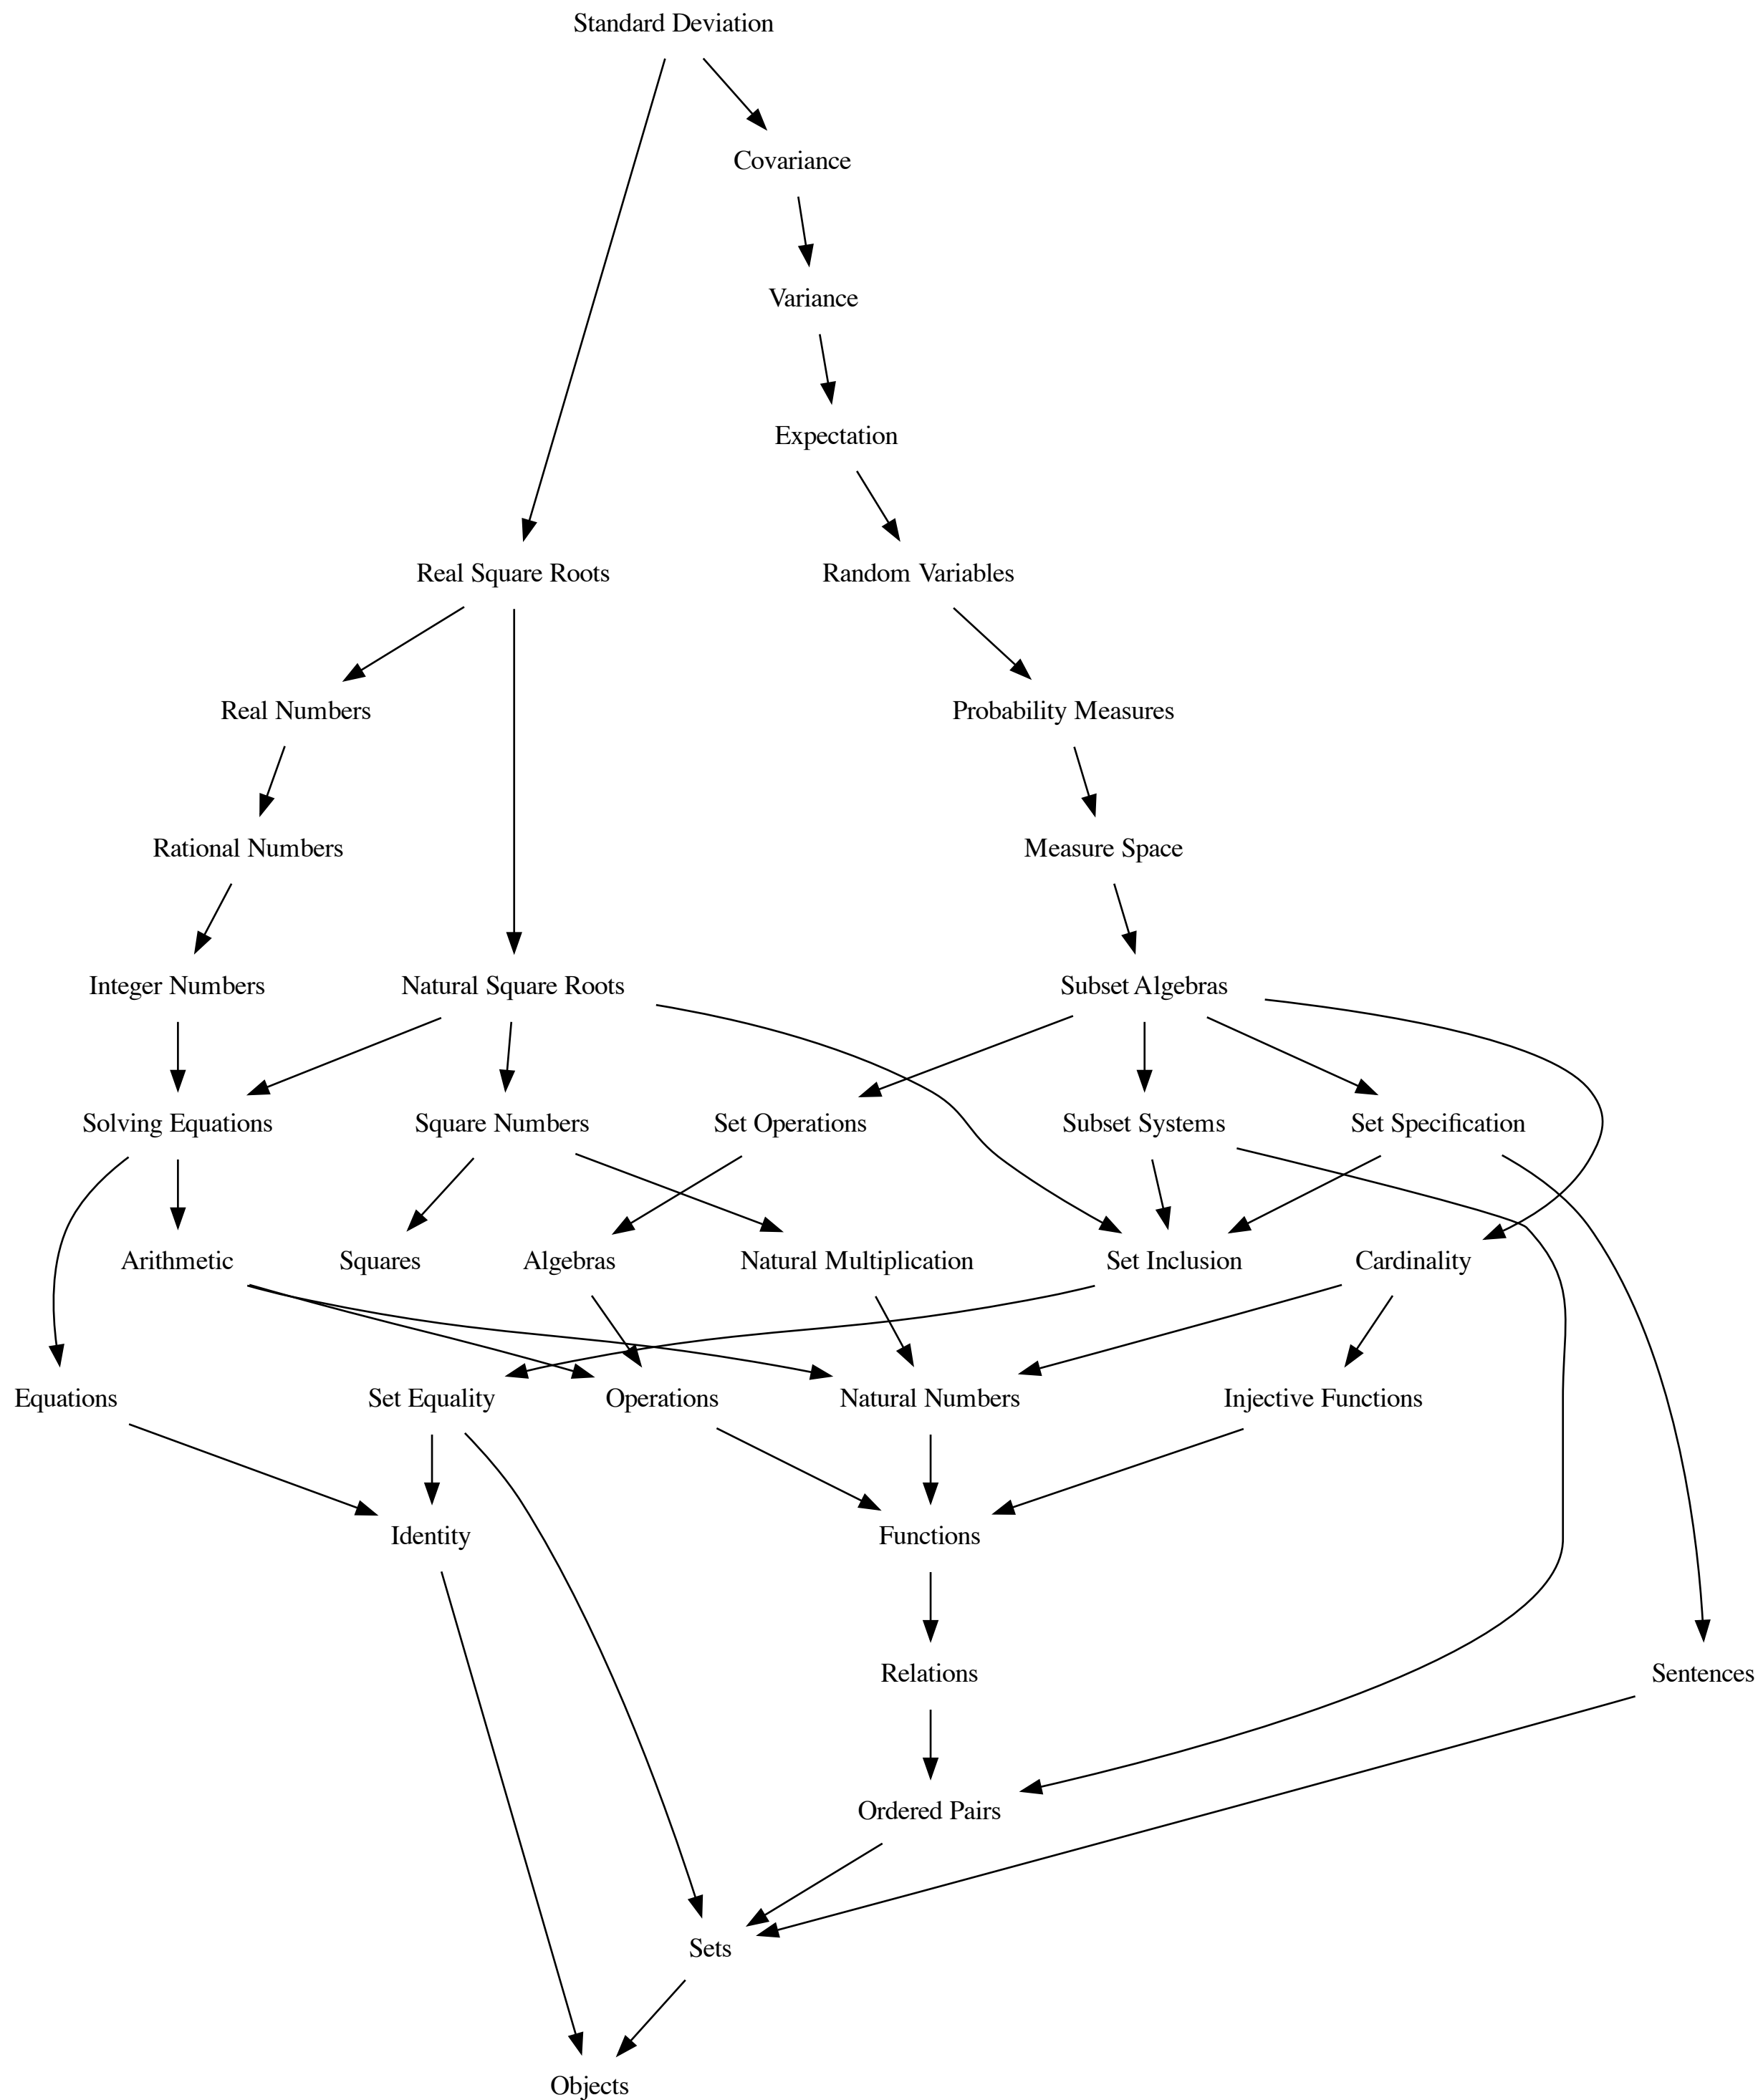 Standard Deviation
Covariance
Variance
Expectation
Real Square Roots
Random Variables
Real Numbers
Probability Measures
Rational Numbers
Measure Space
Integer Numbers
Natural Square Roots
Subset Algebras
Solving Equations
Square Numbers
Set Operations
Subset Systems
Set Specification
Arithmetic
Squares
Algebras
Natural Multiplication
Set Inclusion
Cardinality
Equations
Set Equality
Operations
Natural Numbers
Injective Functions
Identity
Functions
Relations
Sentences
Ordered Pairs
Sets
Objects